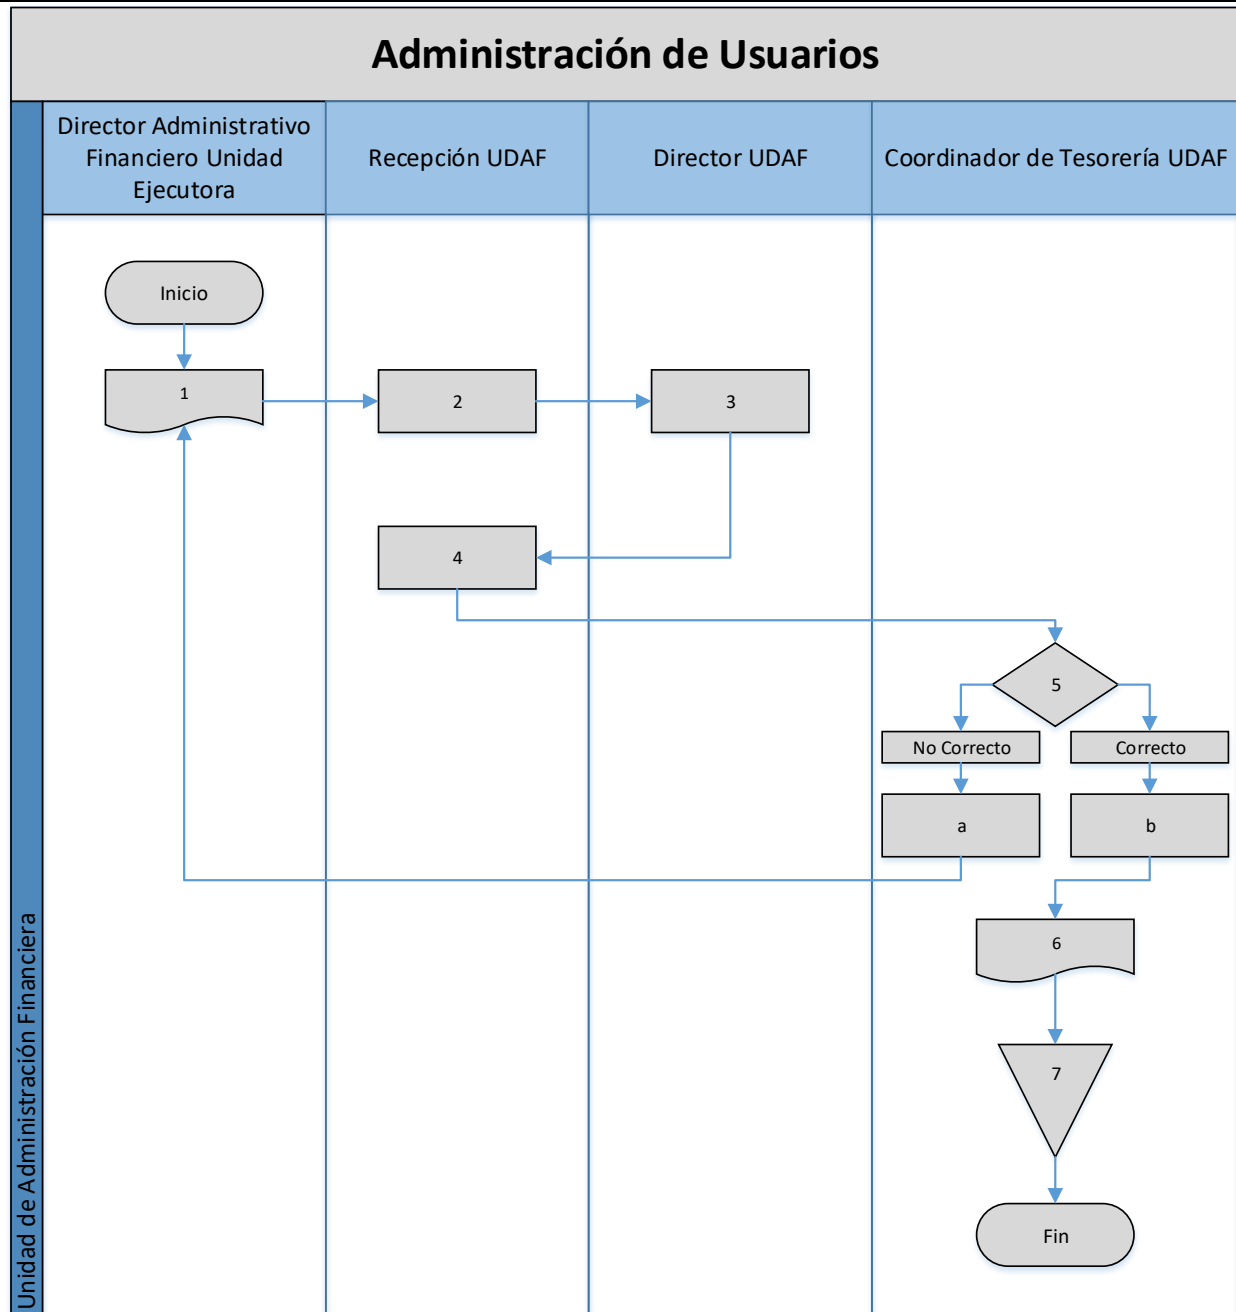 Administración de Usuarios
Director Administrativo
Financiero Unidad
Ejecutora
Recepción UDAF
Director UDAF
Coordinador de Tesorería UDAF
Unidad de Administración Financiera
Inicio
1
2
3
4
5
No Correcto
Correcto
a
b
6
7
Fin